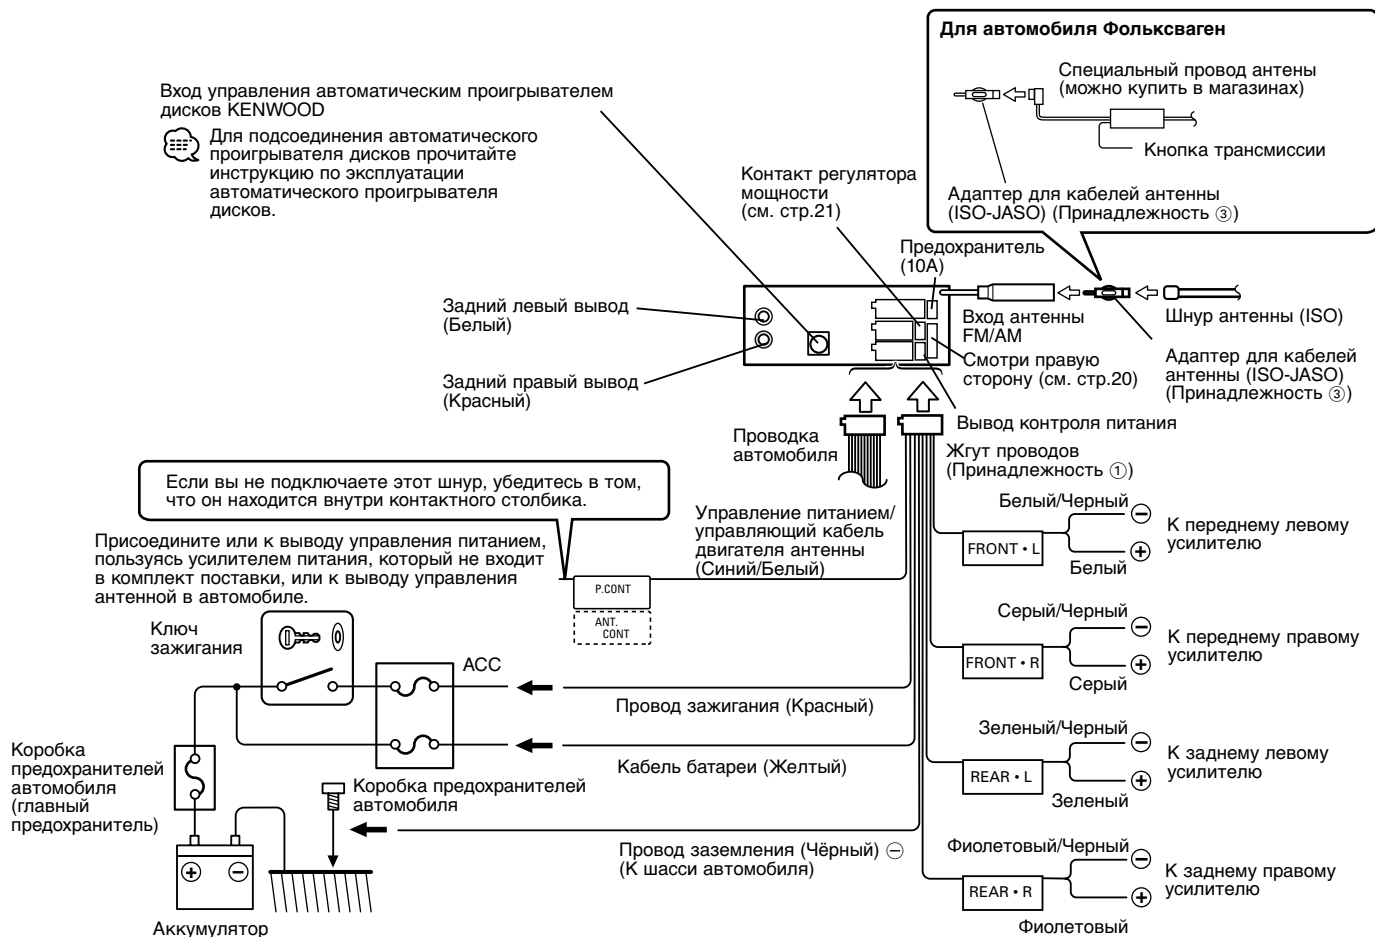 Для автомобиля Фольксваген
Специальный провод антены
(можно купить в магазинах)
Кнопка трансмиссии
Адаптер для кабелей антенны
(ISO-JASO) (Принадлежность ③)
Вход управления автоматическим проигрывателем
дисков KENWOOD
Для подсоединения автоматического
проигрывателя дисков прочитайте
инструкцию по эксплуатации
автоматического проигрывателя
дисков.
Контакт регулятора
мощности
(см. стр.21)
Предохранитель
(10А)
Задний левый вывод
(Белый)
Задний правый вывод
(Красный)
Вход антенны
FM/AM
Шнур антенны (ISO)
Смотри правую
сторону (см. стр.20)
Адаптер для кабелей
антенны (ISO-JASO)
(Принадлежность ③)
Вывод контроля питания
Проводка
автомобиля
Жгут проводов
(Принадлежность ①)
Если вы не подключаете этот шнур, убедитесь в том,
что он находится внутри контактного столбика.
Управление питанием/
управляющий кабель
двигателя антенны
(Синий/Белый)
Присоедините или к выводу управления питанием,
пользуясь усилителем питания, который не входит
в комплект поставки, или к выводу управления
антенной в автомобиле.
P.CONT
ANT.
CONT
Белый/Черный
⊖
FRONT • L
⊕
Белый
К переднему левому
усилителю
Серый/Черный
⊖
FRONT • R
⊕
Серый
К переднему правому
усилителю
Ключ
зажигания
ACC
Провод зажигания (Красный)
Кабель батареи (Желтый)
Зеленый/Черный
⊖
REAR • L
⊕
Зеленый
К заднему левому
усилителю
Коробка
предохранителей
автомобиля
(главный
предохранитель)
Коробка предохранителей
автомобиля
Провод заземления (Чёрный) ⊖
(К шасси автомобиля)
Фиолетовый/Черный
⊖
REAR • R
⊕
Фиолетовый
К заднему правому
усилителю
⊕ ⊖
Аккумулятор